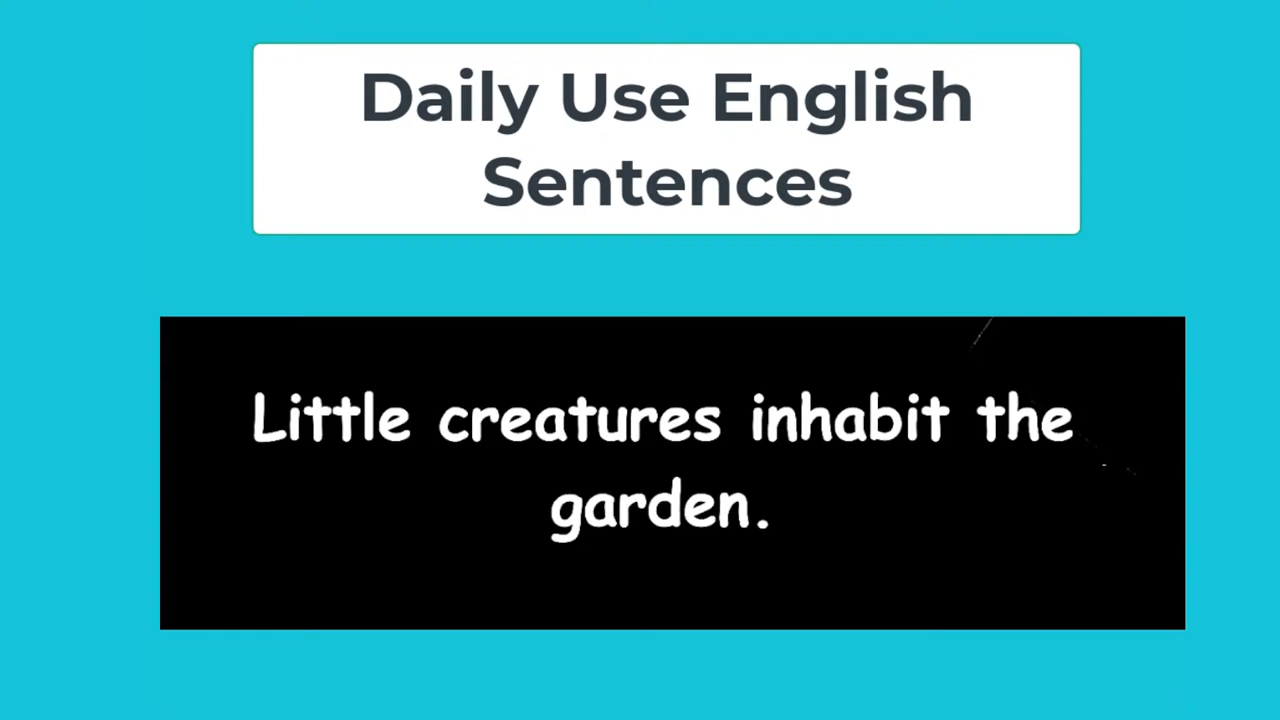 Daily Use English
Sentences
Little creatures inhabit the
garden.